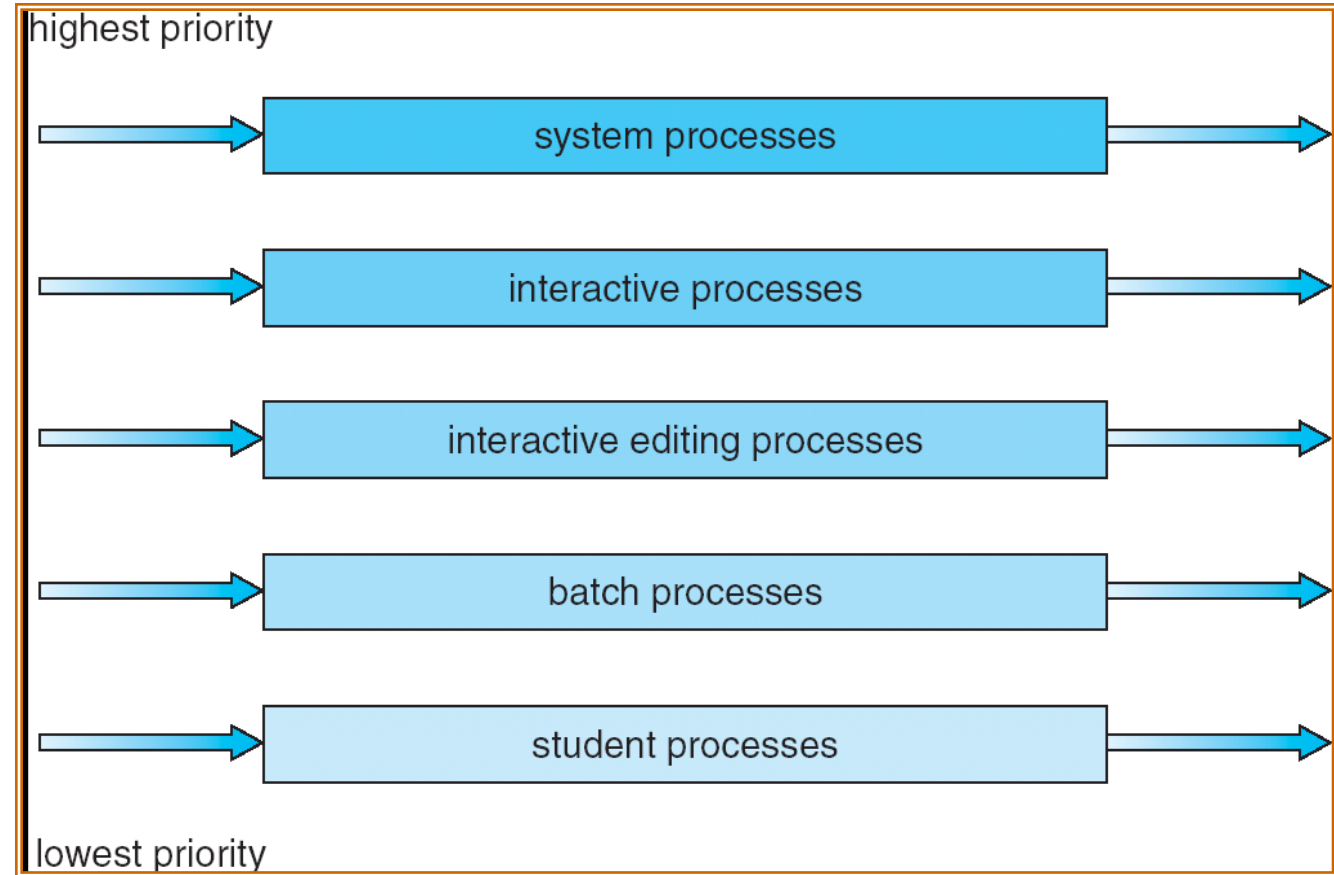 highest priority
system processes
interactive processes
interactive editing processes
batch processes
student processes
lowest priority